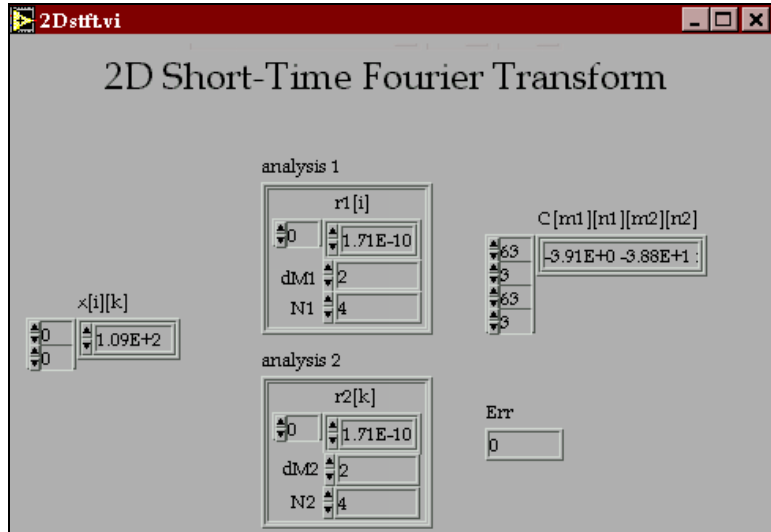 2Dstft.vi
2D Short-Time Fourier Transform
analysis 1
r1[i]
0
1.71E-10
dM1 2
N1 4
C[m1][n1][m2][n2]
63
3
63
3
-3.91E+0 -3.88E+1
x[i][k]
0
0
1.09E+2
analysis 2
r2[k]
0
1.71E-10
dM2 2
N2 4
Err
0